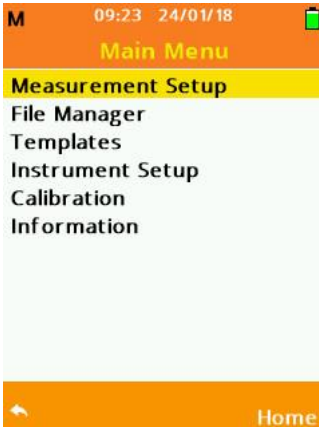 M 09:23 24/01/18
Main Menu
Measurement Setup
File Manager
Templates
Instrument Setup
Calibration
Information
Home